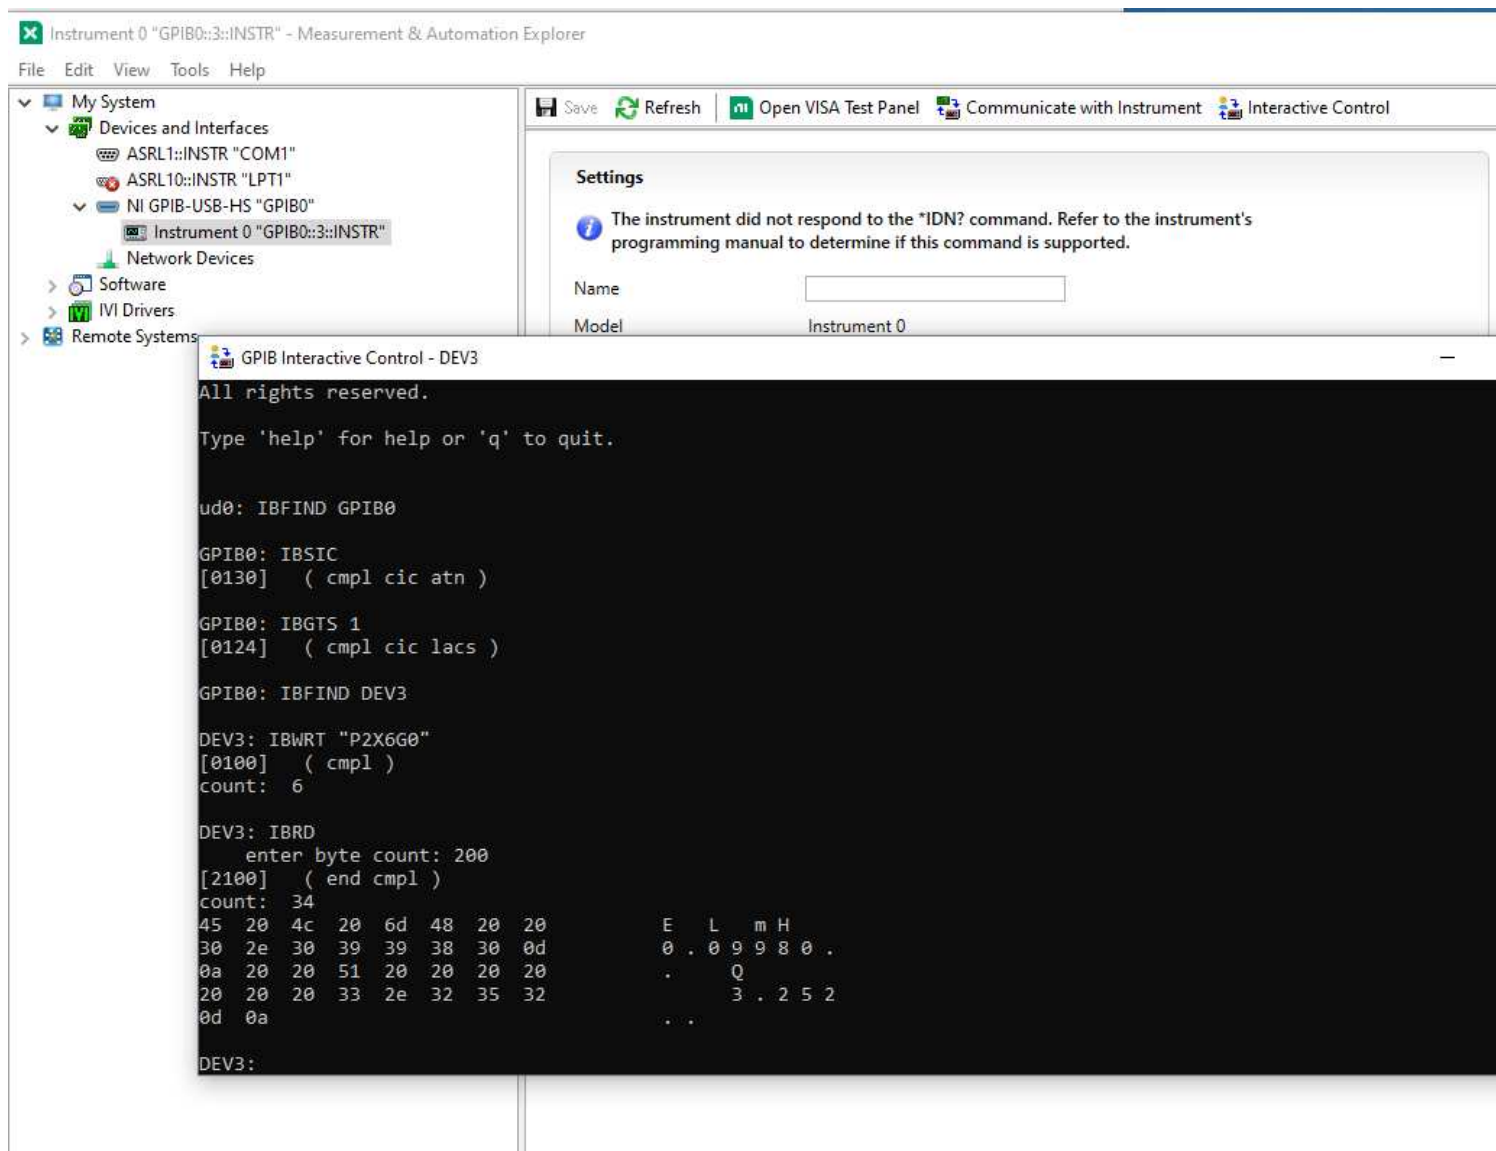 Instrument 0 "GPIB0::3::INSTR" - Measurement & Automation Explorer
File Edit View Tools Help
My System
Devices and Interfaces
ASRL1::INSTR "COM1"
ASRL10::INSTR "LPT1"
NI GPIB-USB-HS "GPIB0"
Instrument 0 "GPIB0::3::INSTR"
Network Devices
Software
IVI Drivers
Remote Systems
Save Refresh Open VISA Test Panel Communicate with Instrument Interactive Control
Settings
The instrument did not respond to the *IDN? command. Refer to the instrument's
programming manual to determine if this command is supported.
Name
Model Instrument 0
GPIB Interactive Control - DEV3
All rights reserved.
Type 'help' for help or 'q' to quit.
ud0: IBFIND GPIB0
GPIB0: IBSIC
[0130] ( cmpl cic atn )
GPIB0: IBGTS 1
[0124] ( cmpl cic lacs )
GPIB0: IBFIND DEV3
DEV3: IBWRT "P2X6G0"
[0100] ( cmpl )
count: 6
DEV3: IBRD
enter byte count: 200
[2100] ( end cmpl )
count: 34
45 20 4c 20 6d 48 20 20 E L m H
30 2e 30 39 39 38 30 0d 0 . 0 9 9 8 0 .
0a 20 20 51 20 20 20 20 . Q
20 20 20 33 2e 32 35 32 3 . 2 5 2
0d 0a . .
DEV3: